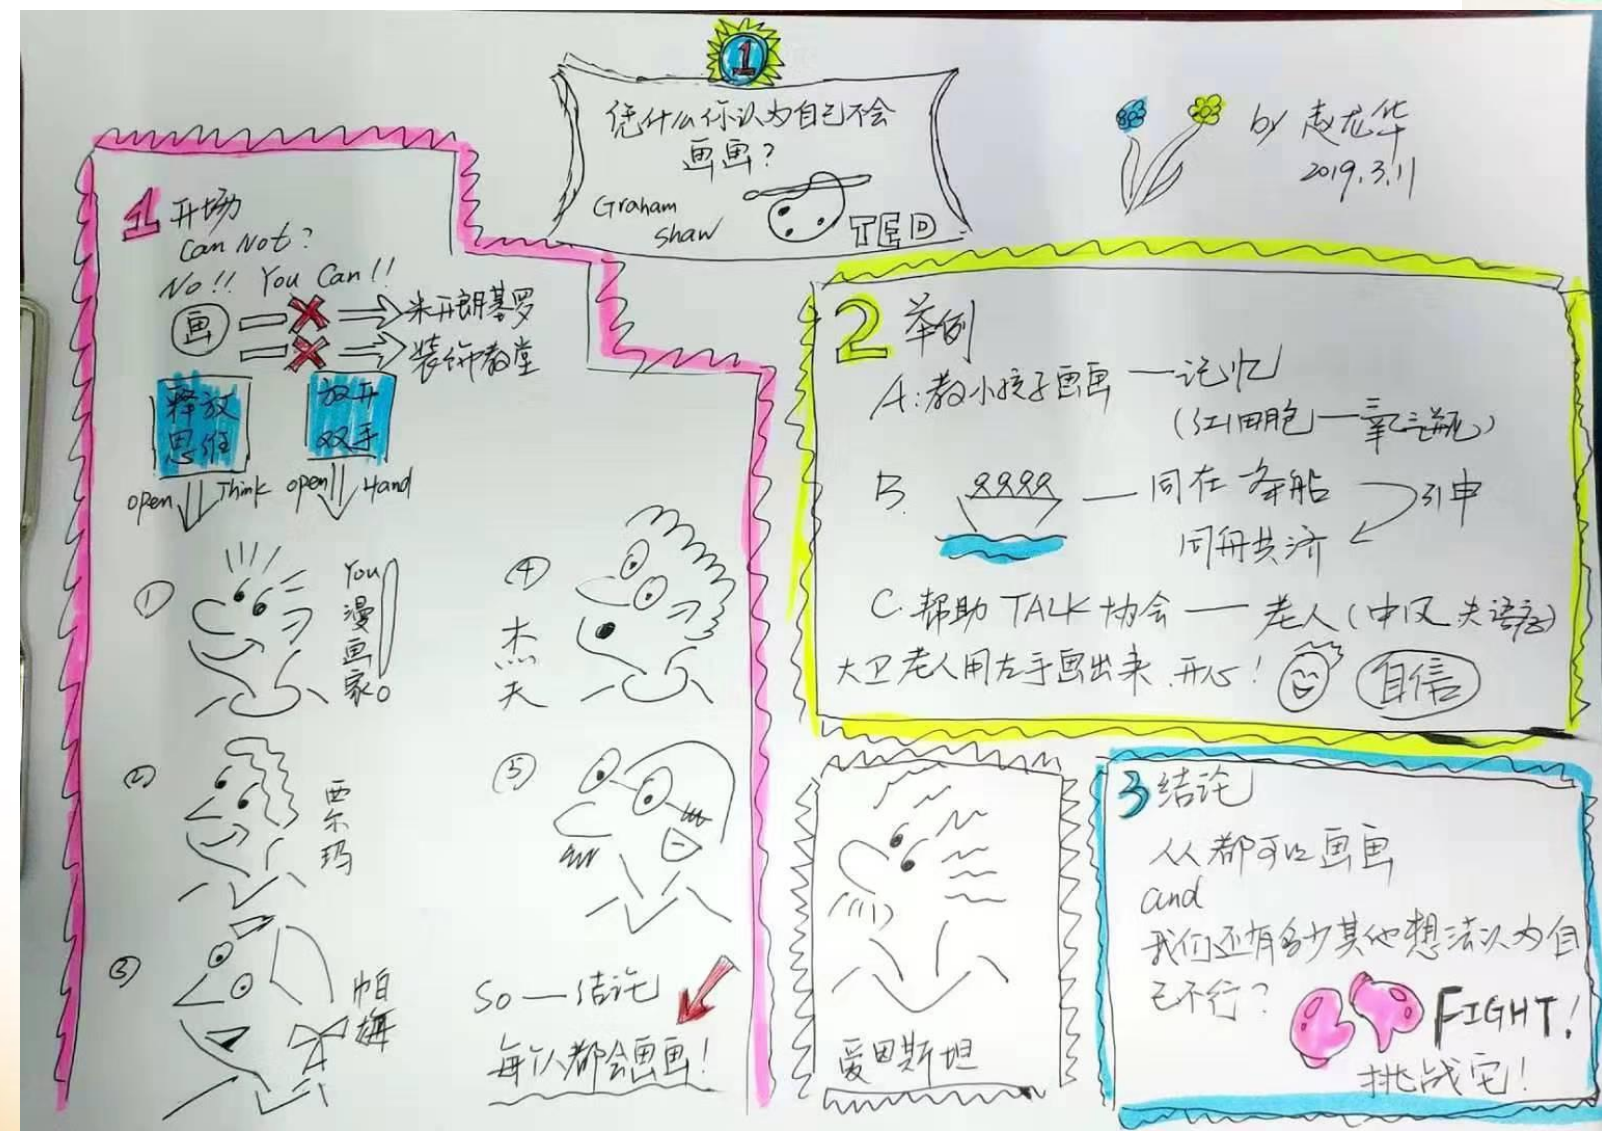 1
凭什么你认为自己不会
画画?
Graham
Shaw
TED
by 赵龙华
2019.3.11
1 开场
Can Not?
No!! You Can!!
画
米开朗基罗
装饰教堂
释放
思维
放开
双手
open Think
open Hand
① You
漫画家。
② 西尔玛
③ 帕梅
④ 杰夫
⑤
So — 结论
每个人都会画画!
2 举例
A: 教小孩子画画 — 记忆
(红细胞 — 氧气瓶)
B. — 同在一条船
引申
同舟共济
C. 帮助 TALK 协会 — 老人(中风 失语症)
大卫老人用左手画出来, 开心!
自信
爱因斯坦
3 结论
人人都可以画画
and
我们还有多少其他想法认为自
己不行?
FIGHT!
挑战它!